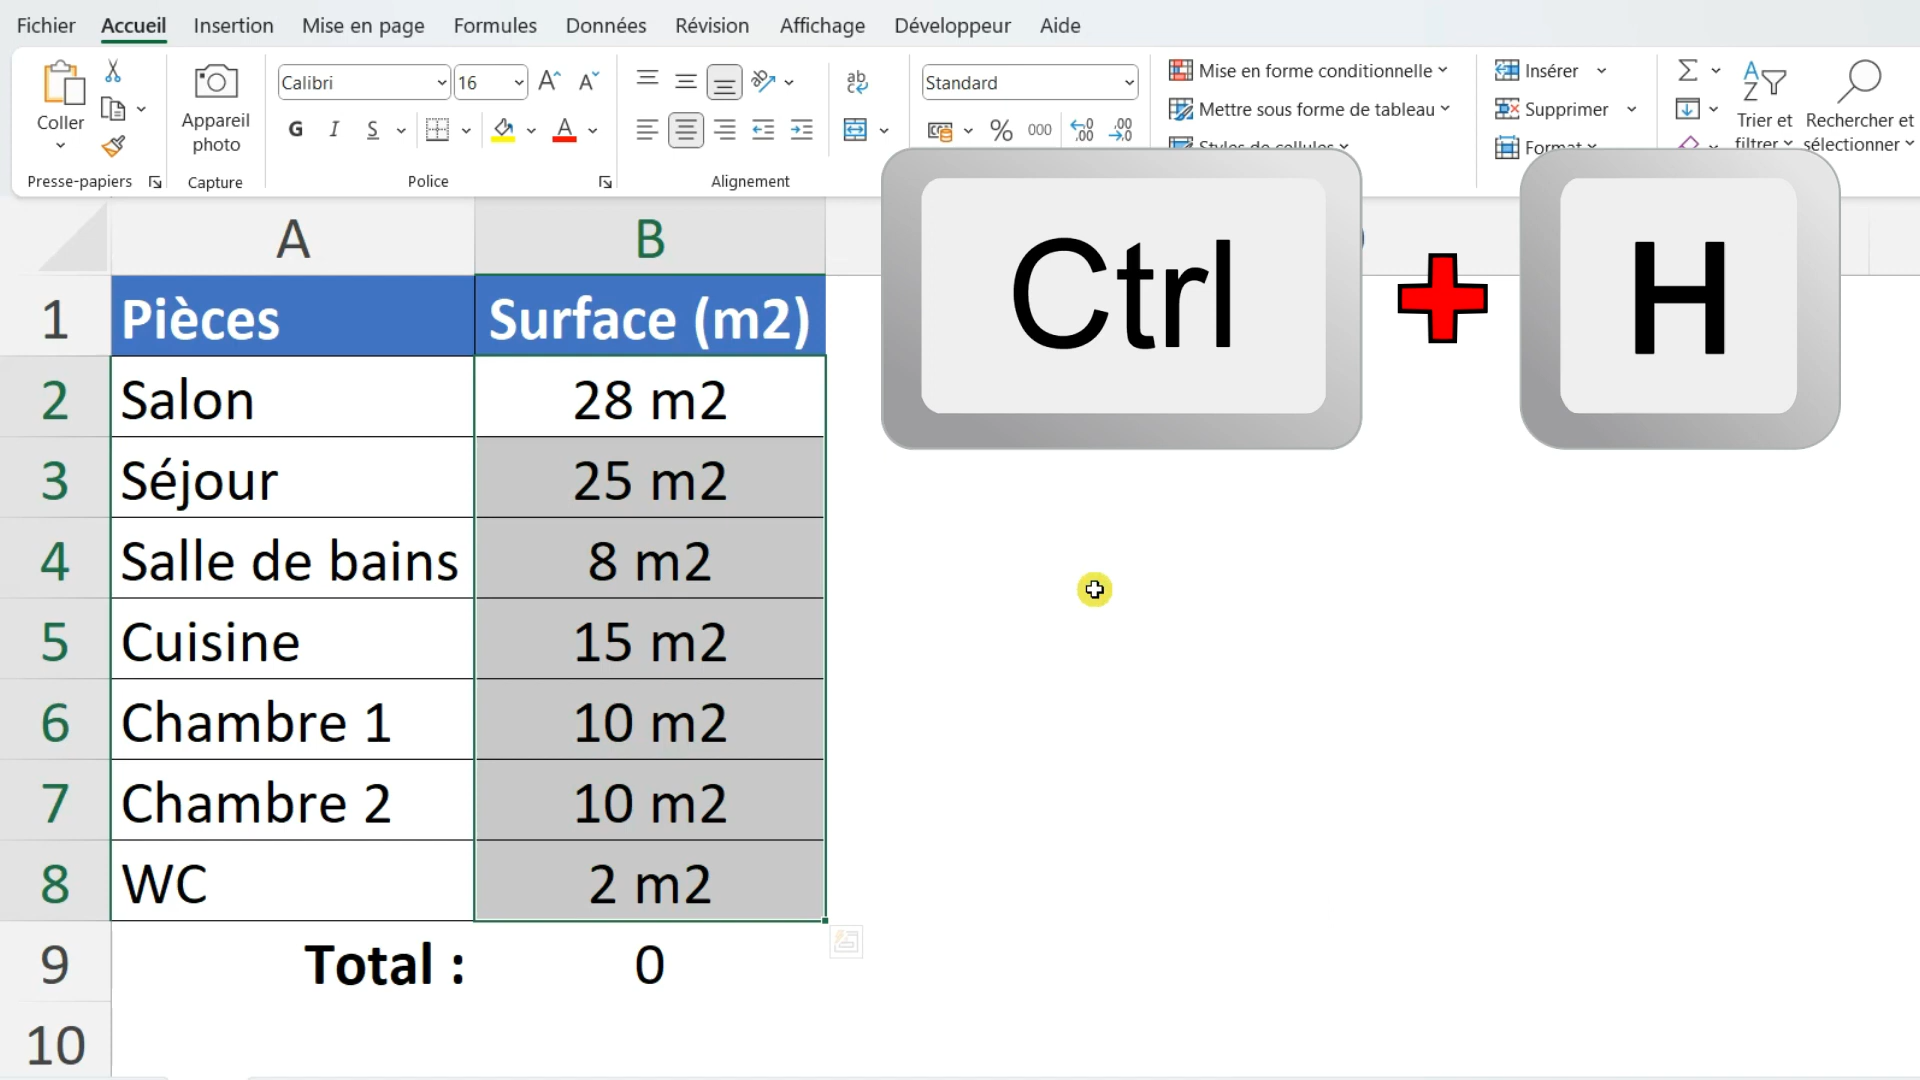 Fichier Accueil Insertion Mise en page Formules Données Révision Affichage Développeur Aide
Coller
Presse-papiers
Appareil
photo
Capture
Calibri 16
G I S
Police
Alignement
Standard
% 000
Mise en forme conditionnelle
Mettre sous forme de tableau
Styles de cellules
Insérer
Supprimer
Format
Trier et
filtrer
Rechercher et
sélectionner
Ctrl + H
A B
1 Pièces Surface (m2)
2 Salon 28 m2
3 Séjour 25 m2
4 Salle de bains 8 m2
5 Cuisine 15 m2
6 Chambre 1 10 m2
7 Chambre 2 10 m2
8 WC 2 m2
9 Total : 0
10